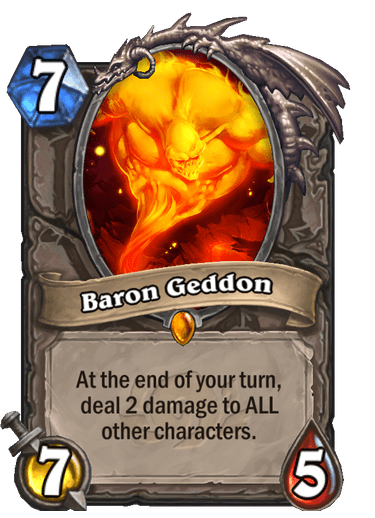 7
Baron Geddon
At the end of your turn,
deal 2 damage to ALL
other characters.
7
5